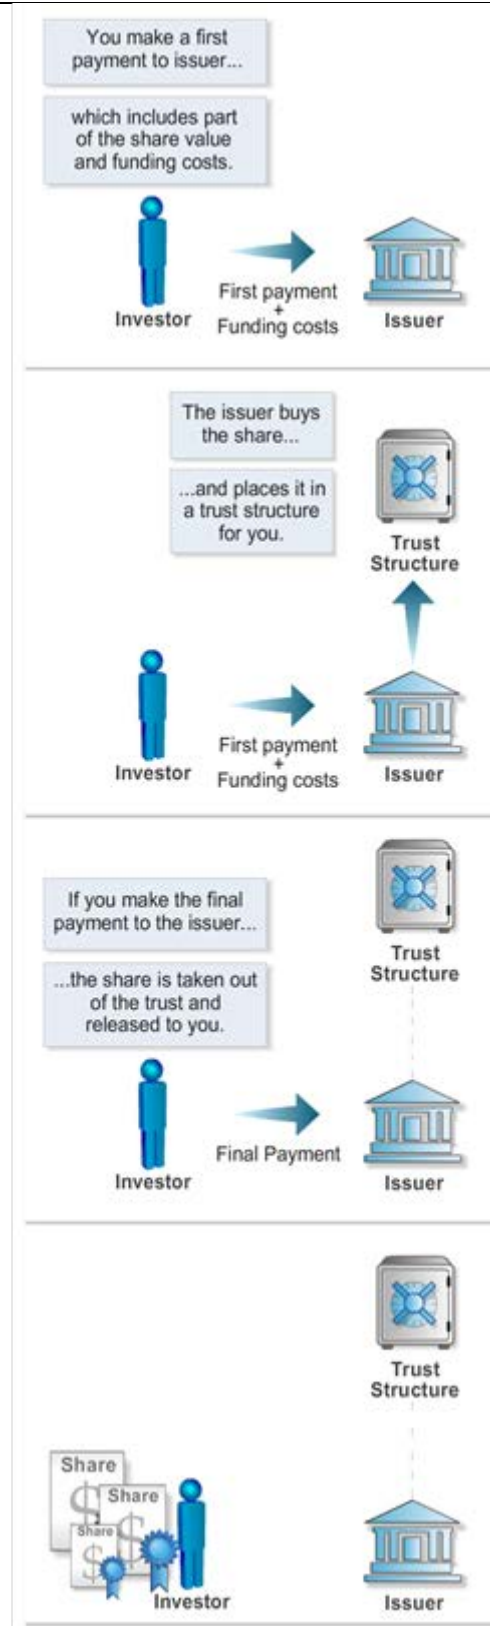 You make a first
payment to issuer...
which includes part
of the share value
and funding costs.
First payment
+
Funding costs
Investor
Issuer
The issuer buys
the share...
...and places it in
a trust structure
for you.
Trust
Structure
First payment
+
Funding costs
Investor
Issuer
If you make the final
payment to the issuer...
...the share is taken out
of the trust and
released to you.
Trust
Structure
Final Payment
Investor
Issuer
Trust
Structure
Share
$
Share
$
Share
$
Investor
Issuer